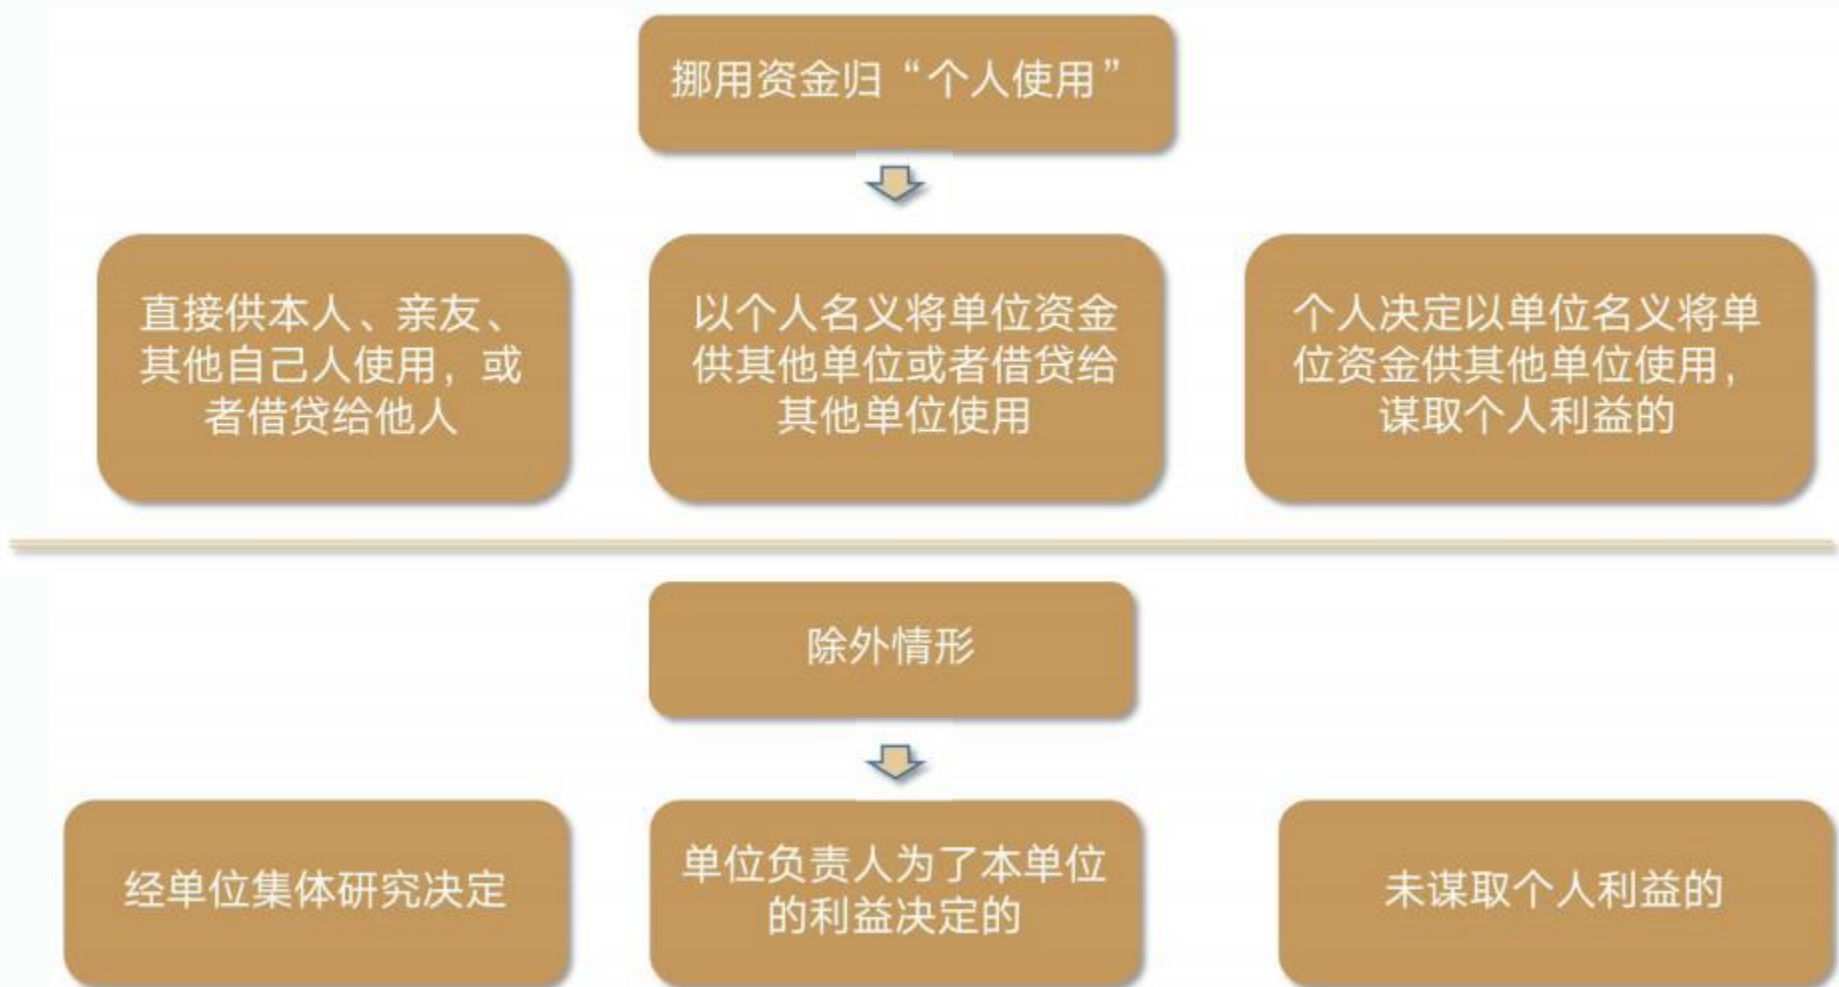 挪用资金归“个人使用”
直接供本人、亲友、
其他自己人使用，或
者借贷给他人
以个人名义将单位资金
供其他单位或者借贷给
其他单位使用
个人决定以单位名义将单
位资金供其他单位使用，
谋取个人利益的
除外情形
经单位集体研究决定
单位负责人为了本单位
的利益决定的
未谋取个人利益的